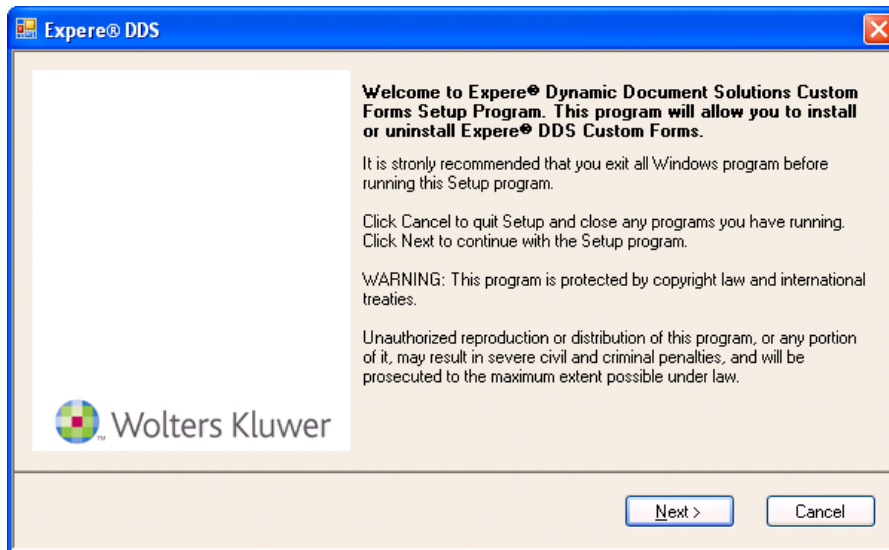 Expere® DDS
Welcome to Expere® Dynamic Document Solutions Custom
Forms Setup Program. This program will allow you to install
or uninstall Expere® DDS Custom Forms.
It is stronly recommended that you exit all Windows program before
running this Setup program.
Click Cancel to quit Setup and close any programs you have running.
Click Next to continue with the Setup program.
WARNING: This program is protected by copyright law and international
treaties.
Unauthorized reproduction or distribution of this program, or any portion
of it, may result in severe civil and criminal penalties, and will be
prosecuted to the maximum extent possible under law.
Wolters Kluwer
Next >
Cancel